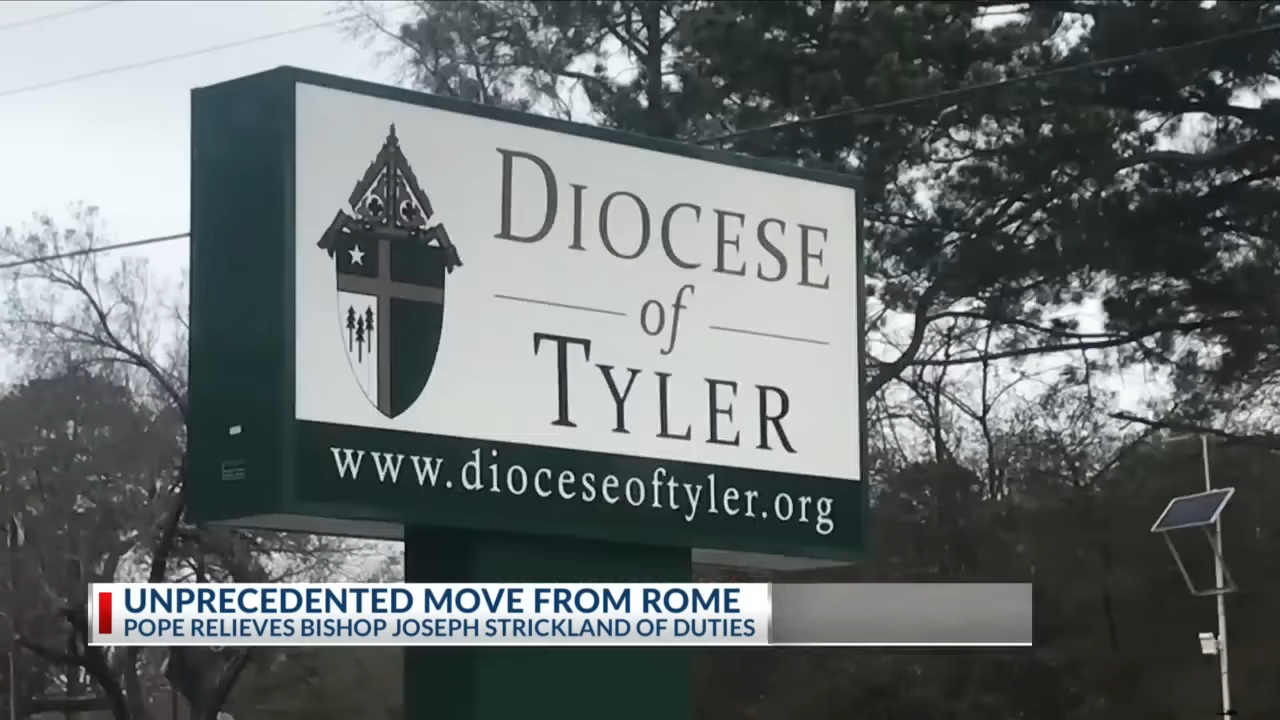 DIOCESE
of
TYLER
www.dioceseoftyler.org
UNPRECEDENTED MOVE FROM ROME
POPE RELIEVES BISHOP JOSEPH STRICKLAND OF DUTIES